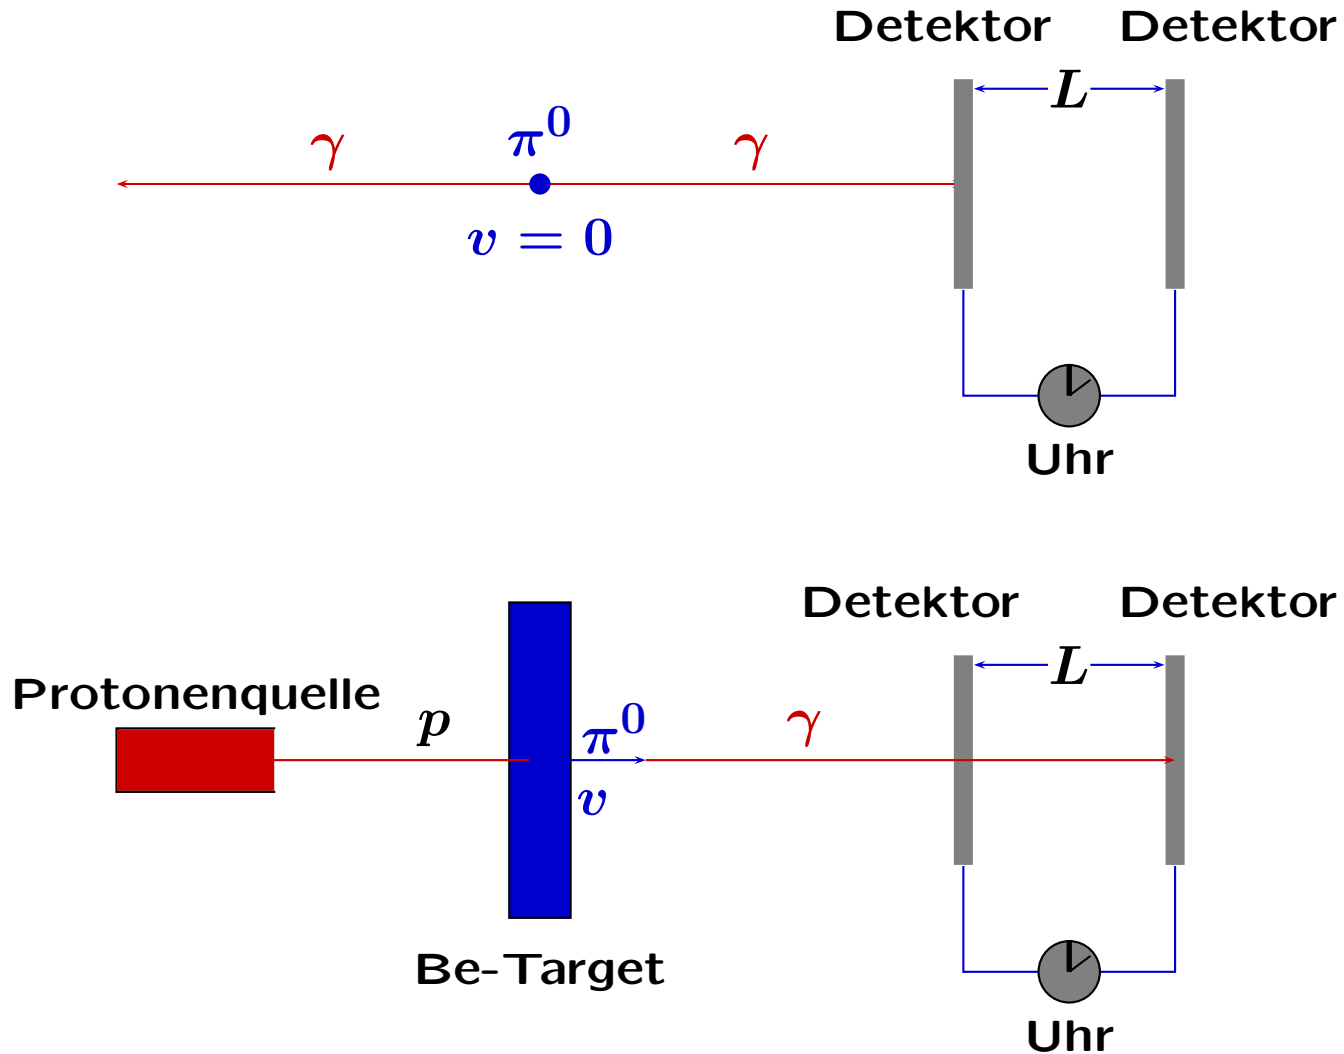 Detektor Detektor
L
γ π⁰ γ
v = 0
Uhr
Detektor Detektor
L
Protonenquelle
p π⁰ γ
v
Be-Target
Uhr